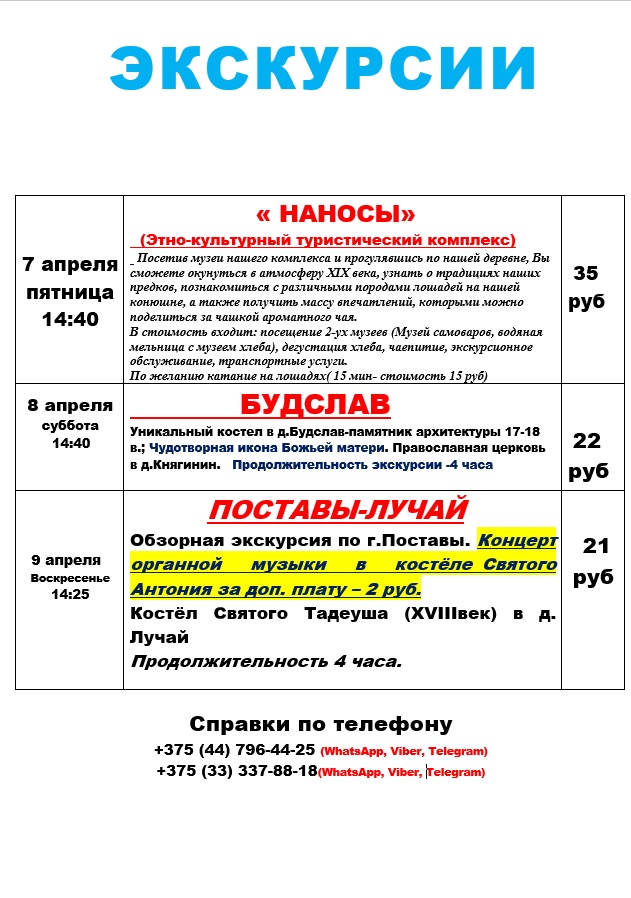 ЭКСКУРСИИ
7 апреля
пятница
14:40
« НАНОСЫ»
(Этно-культурный туристический комплекс)
Посетив музеи нашего комплекса и прогулявшись по нашей деревне, Вы
сможете окунуться в атмосферу XIX века, узнать о традициях наших
предков, познакомиться с различными породами лошадей на нашей
конюшне, а также получить массу впечатлений, которыми можно
поделиться за чашкой ароматного чая.
В стоимость входит: посещение 2-ух музеев (Музей самоваров, водяная
мельница с музеем хлеба), дегустация хлеба, чаепитие, экскурсионное
обслуживание, транспортные услуги.
По желанию катание на лошадях( 15 мин- стоимость 15 руб)
35
руб
8 апреля
суббота
14:40
БУДСЛАВ
Уникальный костел в д.Будслав-памятник архитектуры 17-18
в.; Чудотворная икона Божьей матери. Православная церковь
в д.Княгинин. Продолжительность экскурсии -4 часа
22
руб
9 апреля
Воскресенье
14:25
ПОСТАВЫ-ЛУЧАЙ
Обзорная экскурсия по г.Поставы. Концерт
органной музыки в костёле Святого
Антония за доп. плату – 2 руб.
Костёл Святого Тадеуша (XVIIIвек) в д.
Лучай
Продолжительность 4 часа.
21
руб
Справки по телефону
+375 (44) 796-44-25 (WhatsApp, Viber, Telegram)
+375 (33) 337-88-18(WhatsApp, Viber, Telegram)